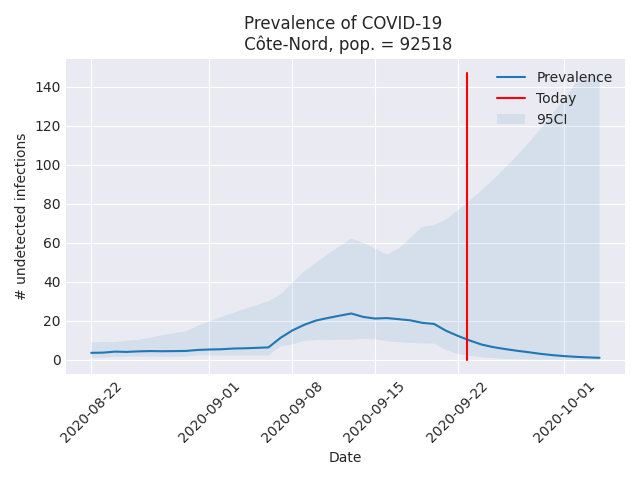 Prevalence of COVID-19
Côte-Nord, pop. = 92518
Prevalence
Today
95CI
# undetected infections
140
120
100
80
60
40
20
0
2020-08-22
2020-09-01
2020-09-08
2020-09-15
2020-09-22
2020-10-01
Date